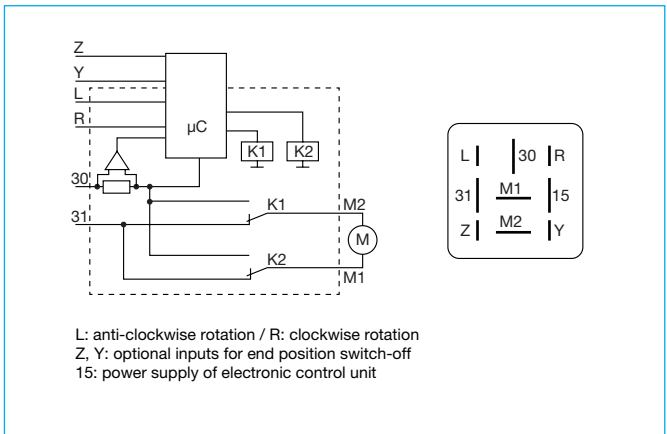 Z
Y
L
R
µC
K1 K2
30
31
K1 M2
M
K2
M1
L 30 R
31 M1 15
Z M2 Y
L: anti-clockwise rotation / R: clockwise rotation
Z, Y: optional inputs for end position switch-off
15: power supply of electronic control unit